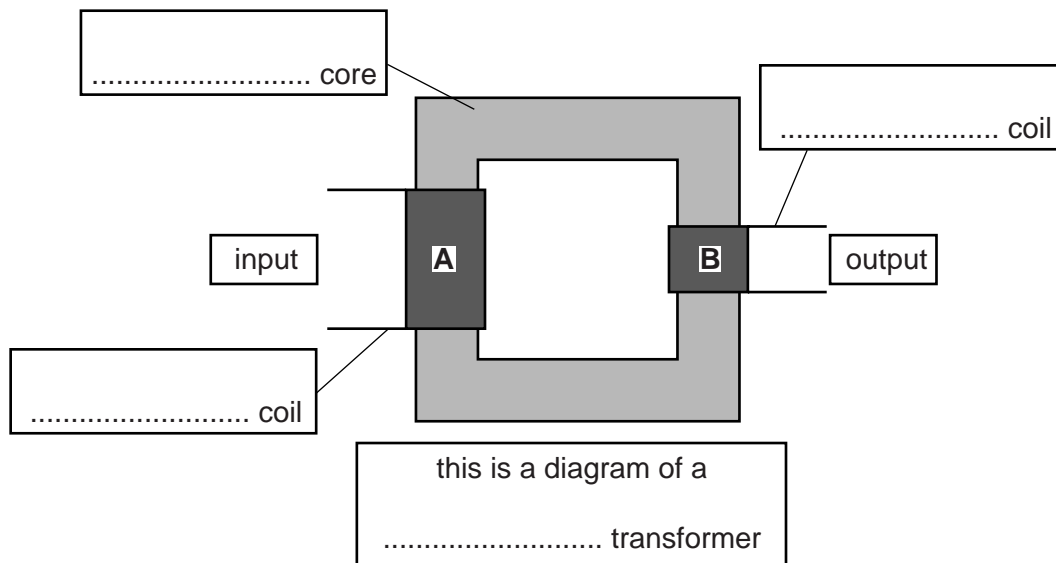 ........................... core
........................... coil
input
A
B
output
........................... coil
this is a diagram of a
........................... transformer